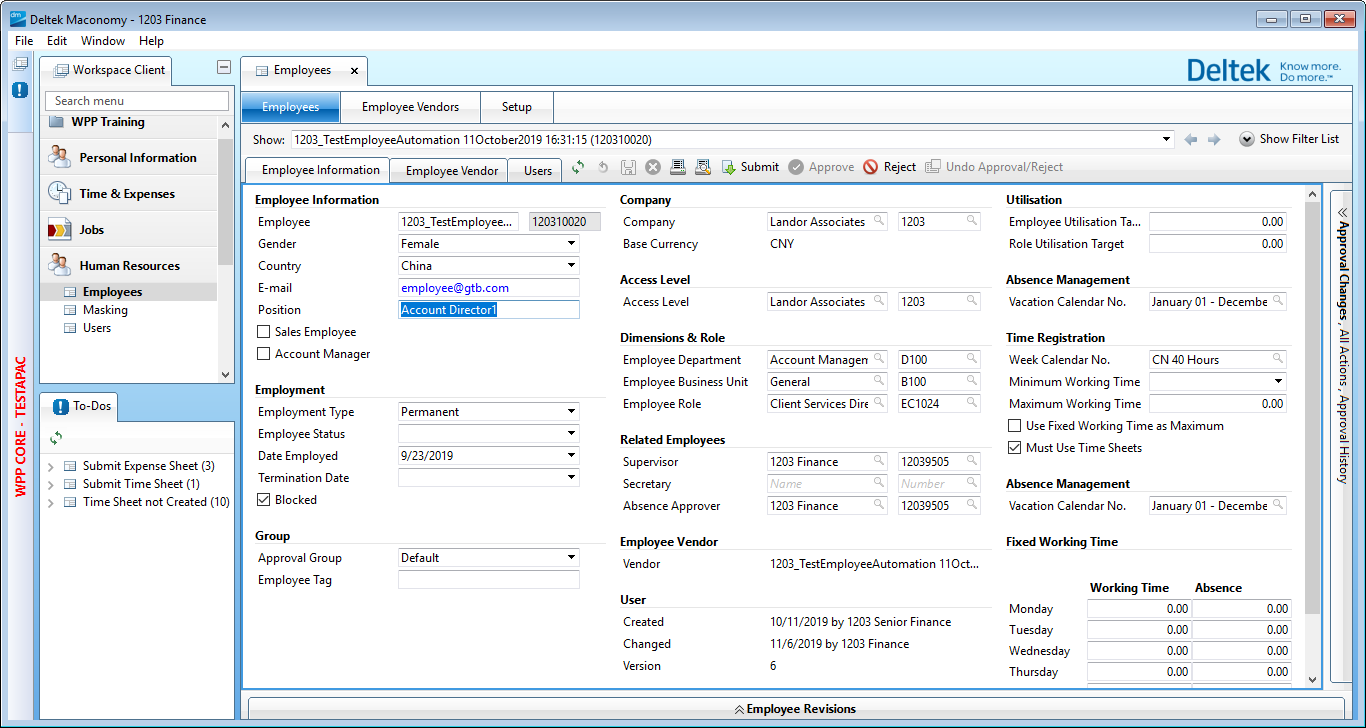 Deltek Maconomy - 1203 Finance
File Edit Window Help
Workspace Client
Search menu
WPP Training
Personal Information
Time & Expenses
Jobs
Human Resources
Employees
Masking
Users
WPP CORE - TESTAPAC
To-Dos
Submit Expense Sheet (3)
Submit Time Sheet (1)
Time Sheet not Created (10)
Employees
Deltek Know more.
Do more.™
Employees Employee Vendors Setup
Show: 1203_TestEmployeeAutomation 11October2019 16:31:15 (120310020) Show Filter List
Employee Information Employee Vendor Users Submit Approve Reject Undo Approval/Reject
Employee Information
Employee 1203_TestEmployee... 120310020
Gender Female
Country China
E-mail employee@gtb.com
Position Account Director1
Sales Employee
Account Manager
Employment
Employment Type Permanent
Employee Status
Date Employed 9/23/2019
Termination Date
Blocked
Group
Approval Group Default
Employee Tag
Company
Company Landor Associates 1203
Base Currency CNY
Access Level
Access Level Landor Associates 1203
Dimensions & Role
Employee Department Account Managem D100
Employee Business Unit General B100
Employee Role Client Services Dire EC1024
Related Employees
Supervisor 1203 Finance 12039505
Secretary Name Number
Absence Approver 1203 Finance 12039505
Employee Vendor
Vendor 1203_TestEmployeeAutomation 11Oct...
User
Created 10/11/2019 by 1203 Senior Finance
Changed 11/6/2019 by 1203 Finance
Version 6
Utilisation
Employee Utilisation Ta... 0.00
Role Utilisation Target 0.00
Absence Management
Vacation Calendar No. January 01 - Decembe
Time Registration
Week Calendar No. CN 40 Hours
Minimum Working Time
Maximum Working Time 0.00
Use Fixed Working Time as Maximum
Must Use Time Sheets
Absence Management
Vacation Calendar No. January 01 - Decembe
Fixed Working Time
Working Time Absence
Monday 0.00 0.00
Tuesday 0.00 0.00
Wednesday 0.00 0.00
Thursday 0.00 0.00
Approval Changes , All Actions , Approval History
Employee Revisions